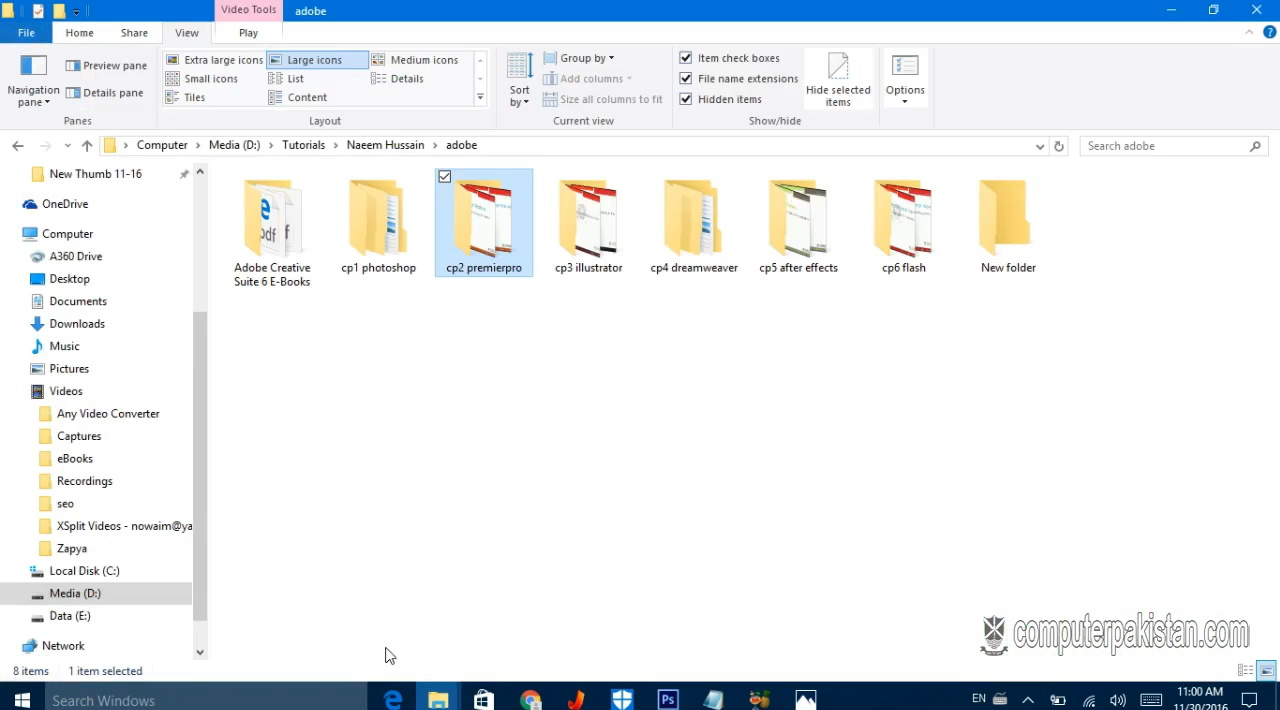 Video Tools
adobe
File
Home
Share
View
Play
Navigation
pane
Preview pane
Details pane
Panes
Extra large icons
Large icons
Medium icons
Small icons
List
Details
Tiles
Content
Layout
Sort
by
Group by
Add columns
Size all columns to fit
Current view
Item check boxes
File name extensions
Hidden items
Hide selected
items
Show/hide
Options
Computer > Media (D:) > Tutorials > Naeem Hussain > adobe
Search adobe
New Thumb 11-16
OneDrive
Computer
A360 Drive
Desktop
Documents
Downloads
Music
Pictures
Videos
Any Video Converter
Captures
eBooks
Recordings
seo
XSplit Videos - nowaim@ya
Zapya
Local Disk (C:)
Media (D:)
Data (E:)
Network
Adobe Creative
Suite 6 E-Books
cp1 photoshop
cp2 premierpro
cp3 illustrator
cp4 dreamweaver
cp5 after effects
cp6 flash
New folder
computerpakistan.com
8 items
1 item selected
Search Windows
Ps
EN
11:00 AM
11/30/2016